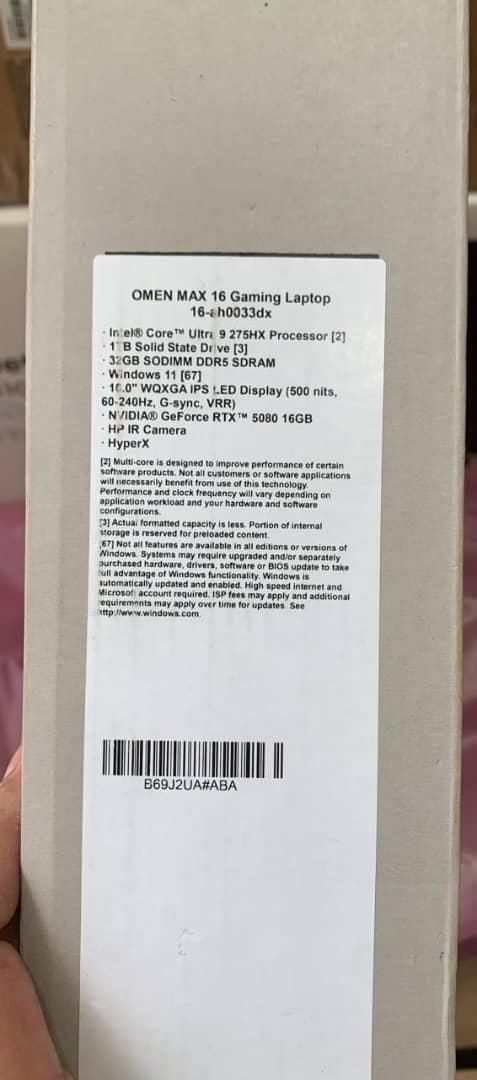 OMEN MAX 16 Gaming Laptop
16-ah0033dx
· Intel® Core™ Ultra 9 275HX Processor [2]
· 1TB Solid State Drive [3]
· 32GB SODIMM DDR5 SDRAM
· Windows 11 [67]
· 16.0" WQXGA IPS LED Display (500 nits,
60-240Hz, G-sync, VRR)
· NVIDIA® GeForce RTX™ 5080 16GB
· HP IR Camera
· HyperX
[2] Multi-core is designed to improve performance of certain
software products. Not all customers or software applications
will necessarily benefit from use of this technology.
Performance and clock frequency will vary depending on
application workload and your hardware and software
configurations.
[3] Actual formatted capacity is less. Portion of internal
storage is reserved for preloaded content.
[67] Not all features are available in all editions or versions of
Windows. Systems may require upgraded and/or separately
purchased hardware, drivers, software or BIOS update to take
full advantage of Windows functionality. Windows is
automatically updated and enabled. High speed internet and
Microsoft account required. ISP fees may apply and additional
requirements may apply over time for updates. See
http://www.windows.com.
B69J2UA#ABA